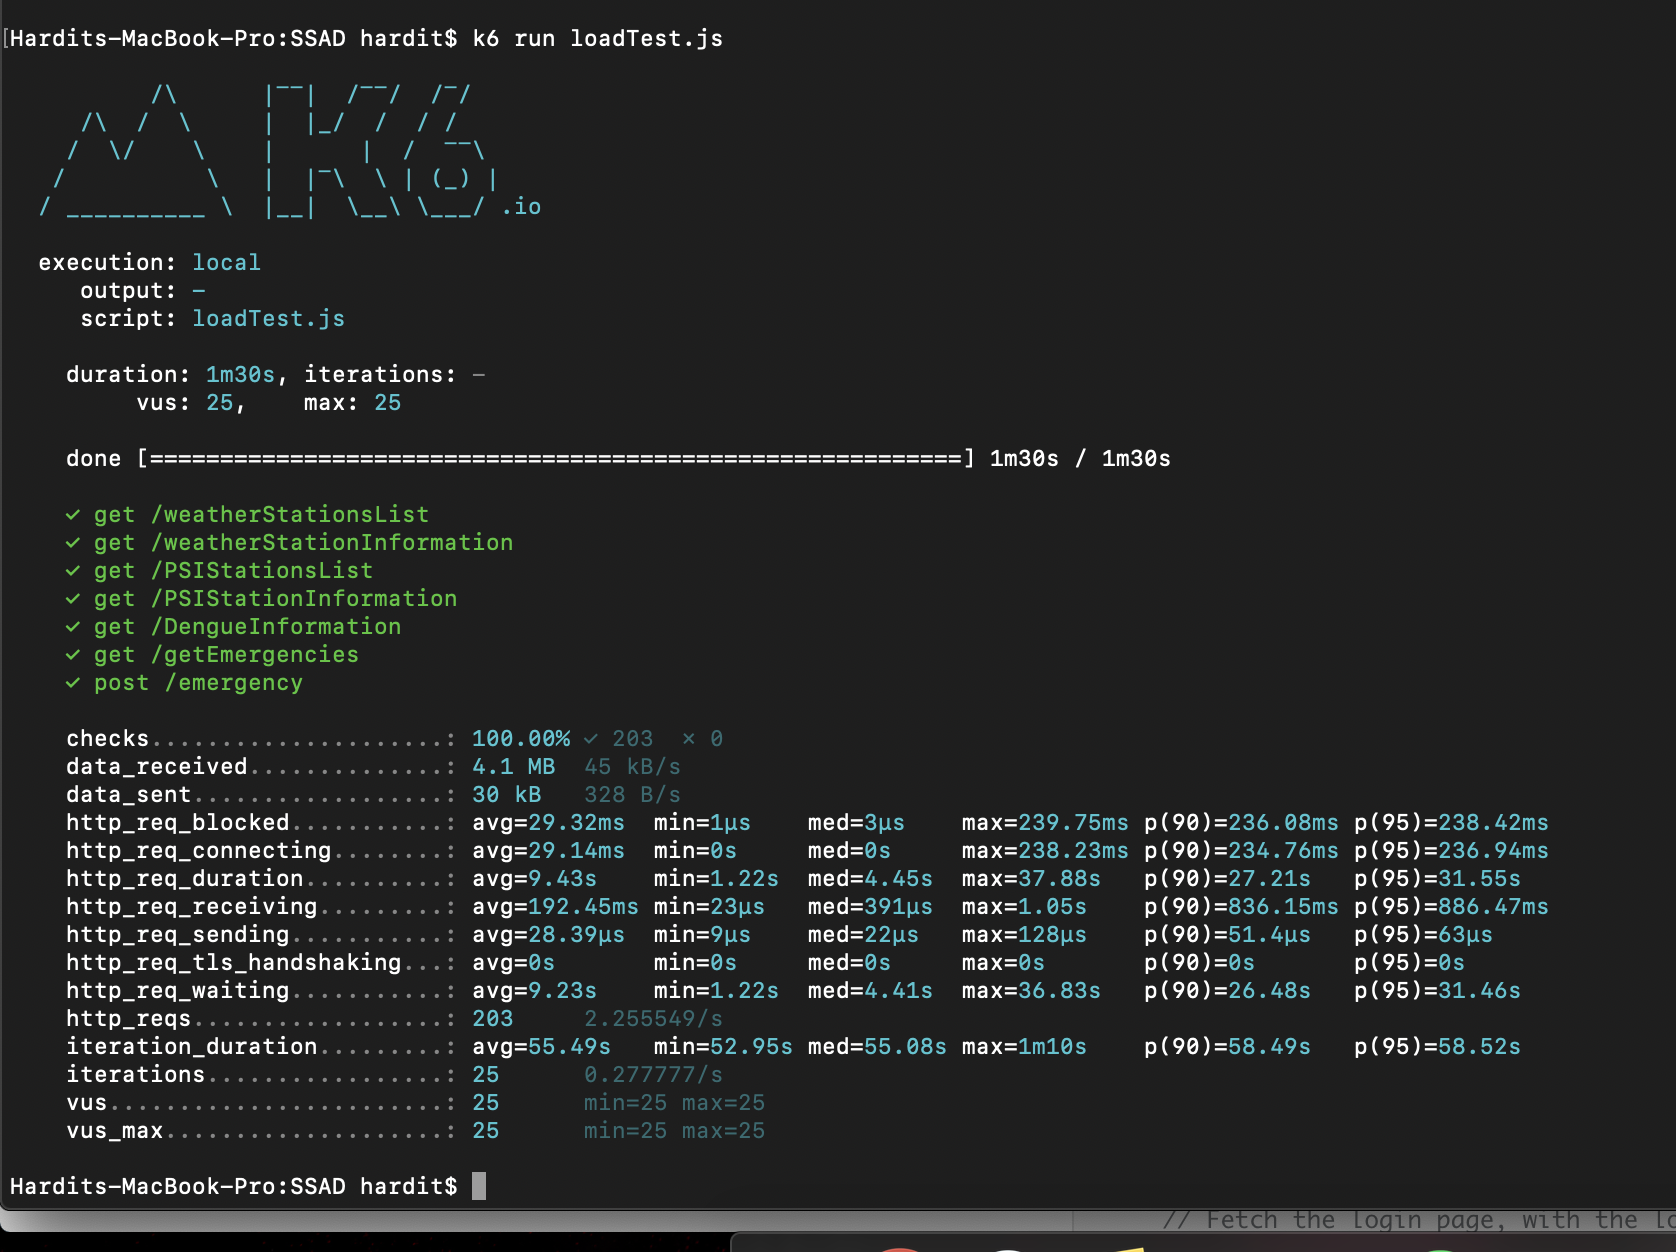 [Hardits-MacBook-Pro:SSAD hardit$ k6 run loadTest.js
          /\      |‾‾|  /‾‾/  /‾/
     /\  /  \     |  |_/  /  / /
    /  \/    \    |      |  /  ‾‾\
   /          \   |  |‾\  \ | (_) |
  / __________ \  |__|  \__\ \___/ .io
execution: local
output: -
script: loadTest.js
duration: 1m30s, iterations: -
vus: 25, max: 25
done [==========================================================] 1m30s / 1m30s
✓ get /weatherStationsList
✓ get /weatherStationInformation
✓ get /PSIStationsList
✓ get /PSIStationInformation
✓ get /DengueInformation
✓ get /getEmergencies
✓ post /emergency
checks.....................: 100.00% ✓ 203 ✗ 0
data_received..............: 4.1 MB 45 kB/s
data_sent..................: 30 kB 328 B/s
http_req_blocked...........: avg=29.32ms min=1µs med=3µs max=239.75ms p(90)=236.08ms p(95)=238.42ms
http_req_connecting........: avg=29.14ms min=0s med=0s max=238.23ms p(90)=234.76ms p(95)=236.94ms
http_req_duration..........: avg=9.43s min=1.22s med=4.45s max=37.88s p(90)=27.21s p(95)=31.55s
http_req_receiving.........: avg=192.45ms min=23µs med=391µs max=1.05s p(90)=836.15ms p(95)=886.47ms
http_req_sending...........: avg=28.39µs min=9µs med=22µs max=128µs p(90)=51.4µs p(95)=63µs
http_req_tls_handshaking...: avg=0s min=0s med=0s max=0s p(90)=0s p(95)=0s
http_req_waiting...........: avg=9.23s min=1.22s med=4.41s max=36.83s p(90)=26.48s p(95)=31.46s
http_reqs..................: 203 2.255549/s
iteration_duration.........: avg=55.49s min=52.95s med=55.08s max=1m10s p(90)=58.49s p(95)=58.52s
iterations.................: 25 0.277777/s
vus........................: 25 min=25 max=25
vus_max....................: 25 min=25 max=25
Hardits-MacBook-Pro:SSAD hardit$
// Fetch the login page, with the lo